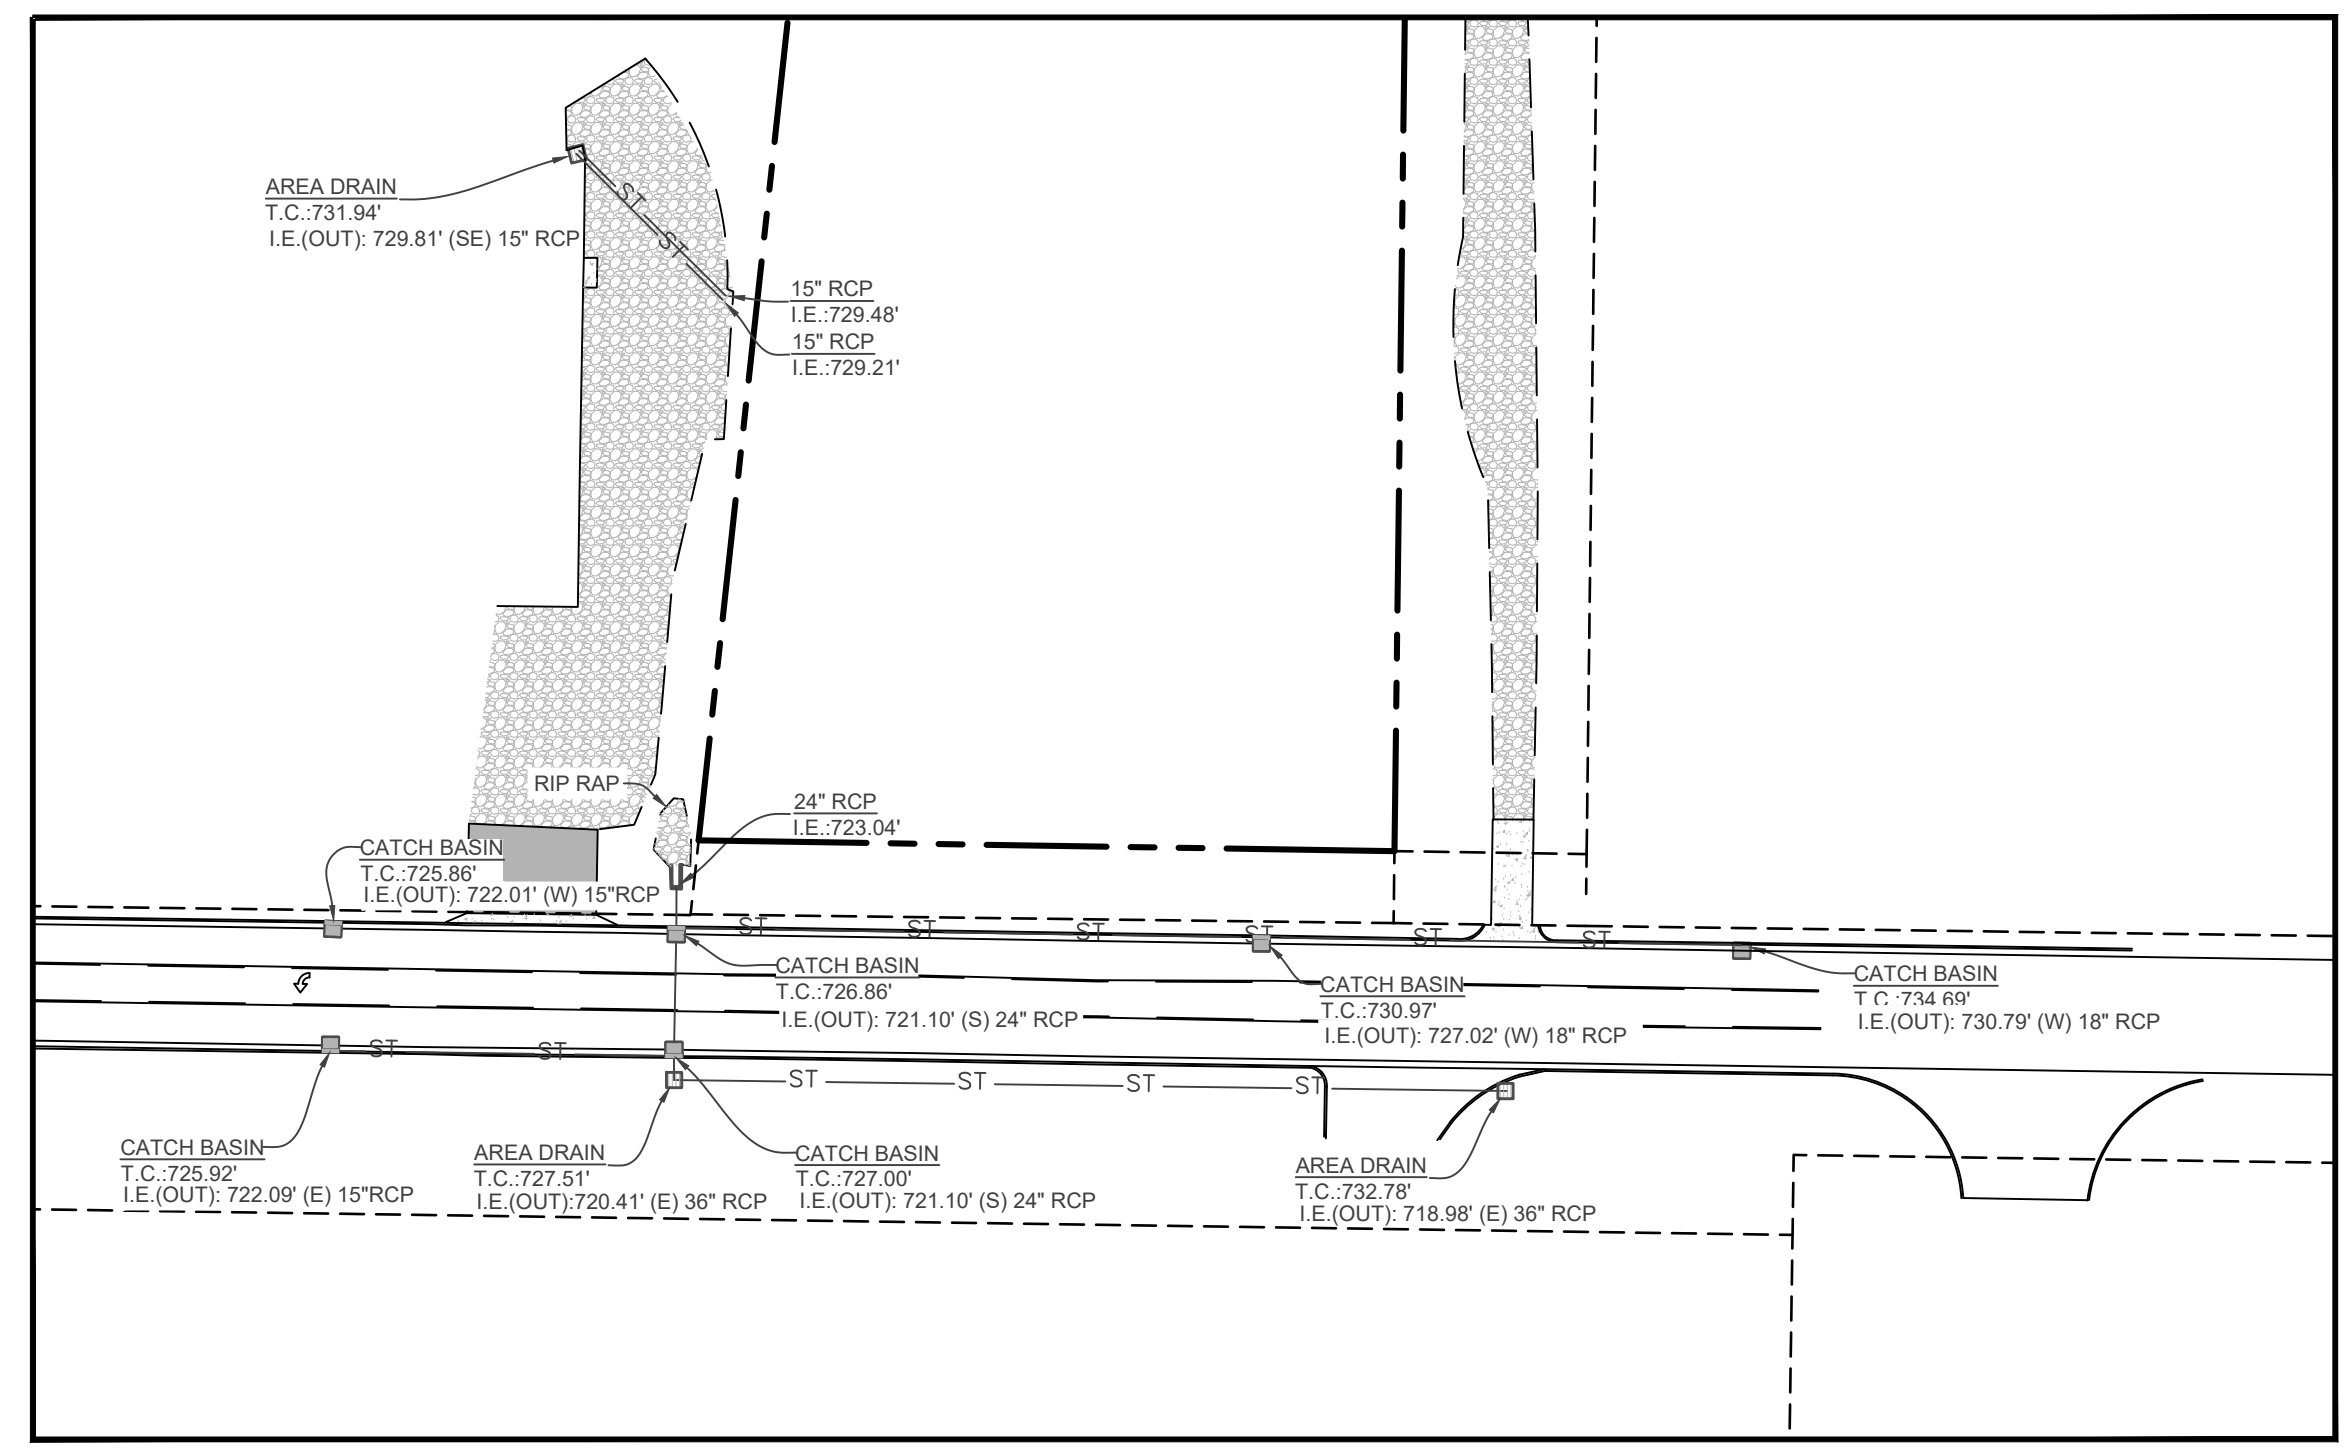 AREA DRAIN
T.C.:731.94'
I.E.(OUT): 729.81' (SE) 15" RCP
ST
ST
15" RCP
I.E.:729.48'
15" RCP
I.E.:729.21'
RIP RAP
24" RCP
I.E.:723.04'
CATCH BASIN
T.C.:725.86'
I.E.(OUT): 722.01' (W) 15"RCP
ST ST ST ST ST ST
CATCH BASIN
T.C.:726.86'
I.E.(OUT): 721.10' (S) 24" RCP
CATCH BASIN
T.C.:730.97'
I.E.(OUT): 727.02' (W) 18" RCP
CATCH BASIN
T.C.:734.69'
I.E.(OUT): 730.79' (W) 18" RCP
ST ST
ST ST ST ST
CATCH BASIN
T.C.:725.92'
I.E.(OUT): 722.09' (E) 15"RCP
AREA DRAIN
T.C.:727.51'
I.E.(OUT):720.41' (E) 36" RCP
CATCH BASIN
T.C.:727.00'
I.E.(OUT): 721.10' (S) 24" RCP
AREA DRAIN
T.C.:732.78'
I.E.(OUT): 718.98' (E) 36" RCP